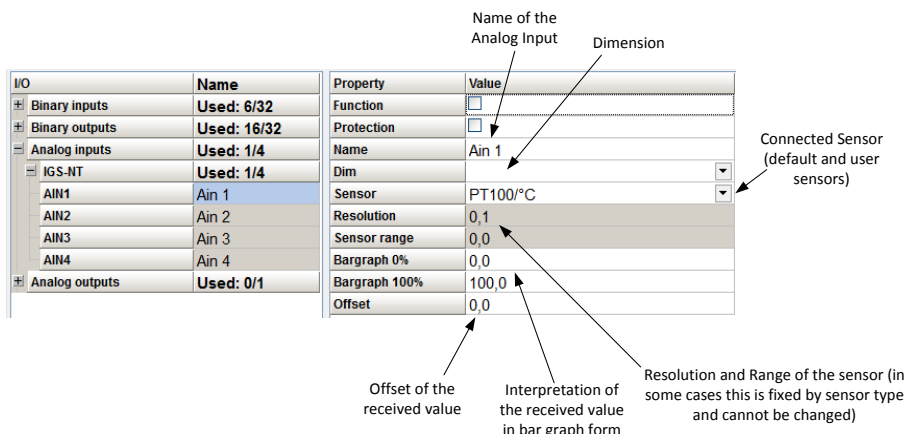 Name of the
Analog Input
Dimension
I/O Name
Binary inputs Used: 6/32
Binary outputs Used: 16/32
Analog inputs Used: 1/4
IGS-NT Used: 1/4
AIN1 Ain 1
AIN2 Ain 2
AIN3 Ain 3
AIN4 Ain 4
Analog outputs Used: 0/1
Property Value
Function
Protection
Name Ain 1
Dim
Sensor PT100/°C
Resolution 0,1
Sensor range 0,0
Bargraph 0% 0,0
Bargraph 100% 100,0
Offset 0,0
Connected Sensor
(default and user
sensors)
Offset of the
received value
Interpretation of
the received value
in bar graph form
Resolution and Range of the sensor (in
some cases this is fixed by sensor type
and cannot be changed)